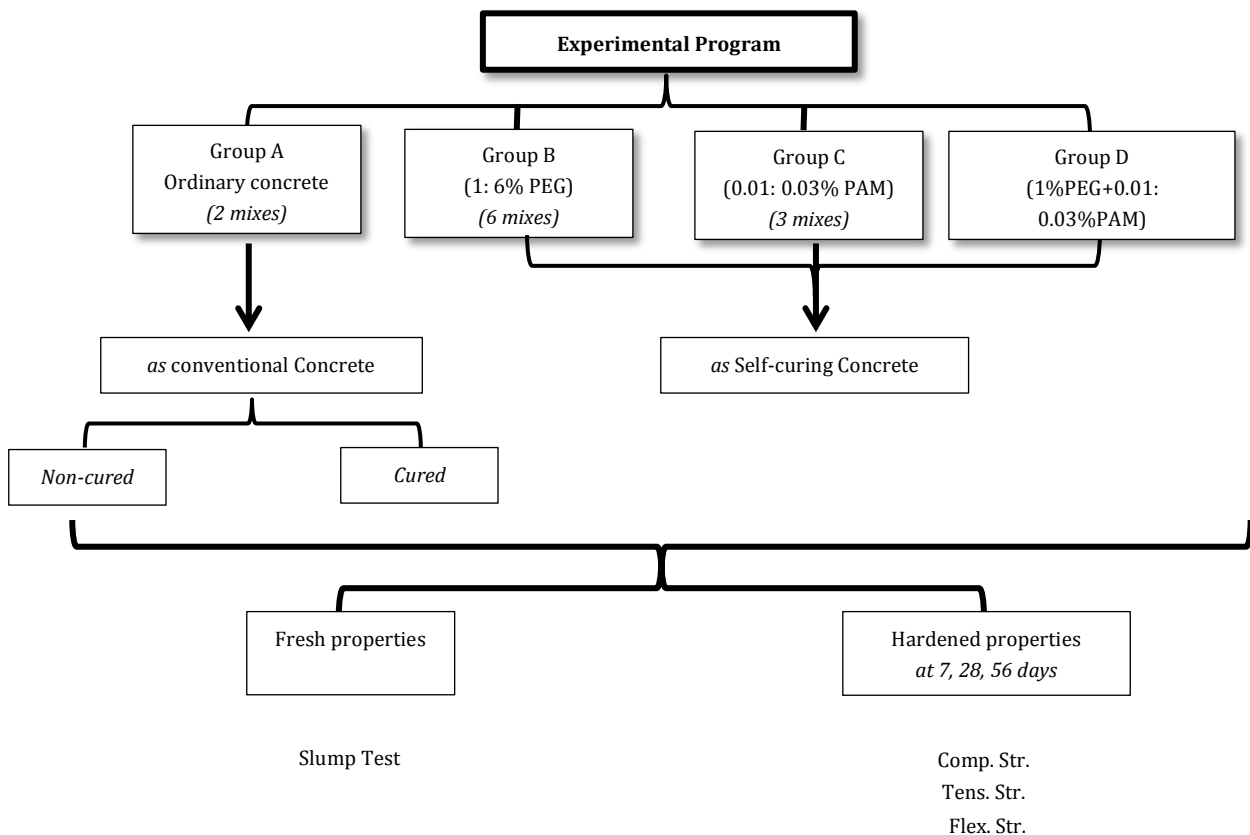 Experimental Program
Group A
Ordinary concrete
(2 mixes)
Group B
(1: 6% PEG)
(6 mixes)
Group C
(0.01: 0.03% PAM)
(3 mixes)
Group D
(1%PEG+0.01:
0.03%PAM)
as conventional Concrete
as Self-curing Concrete
Non-cured
Cured
Fresh properties
Hardened properties
at 7, 28, 56 days
Slump Test
Comp. Str.
Tens. Str.
Flex. Str.